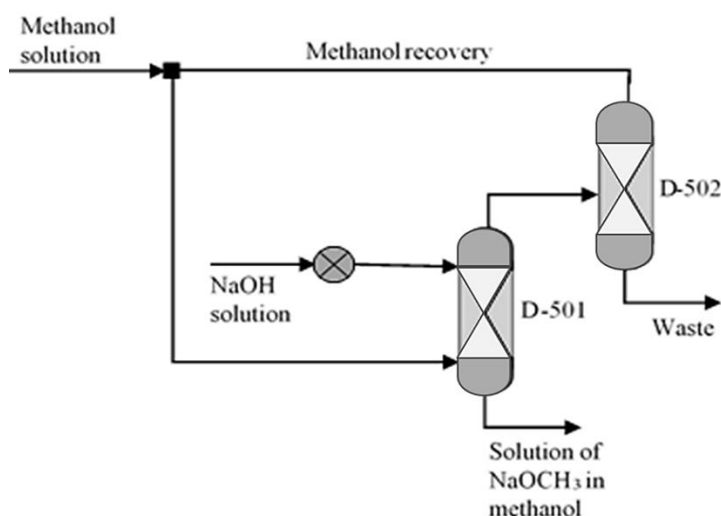 Methanol
solution
Methanol recovery
D-502
NaOH
solution
D-501
Waste
Solution of
NaOCH₃ in
methanol